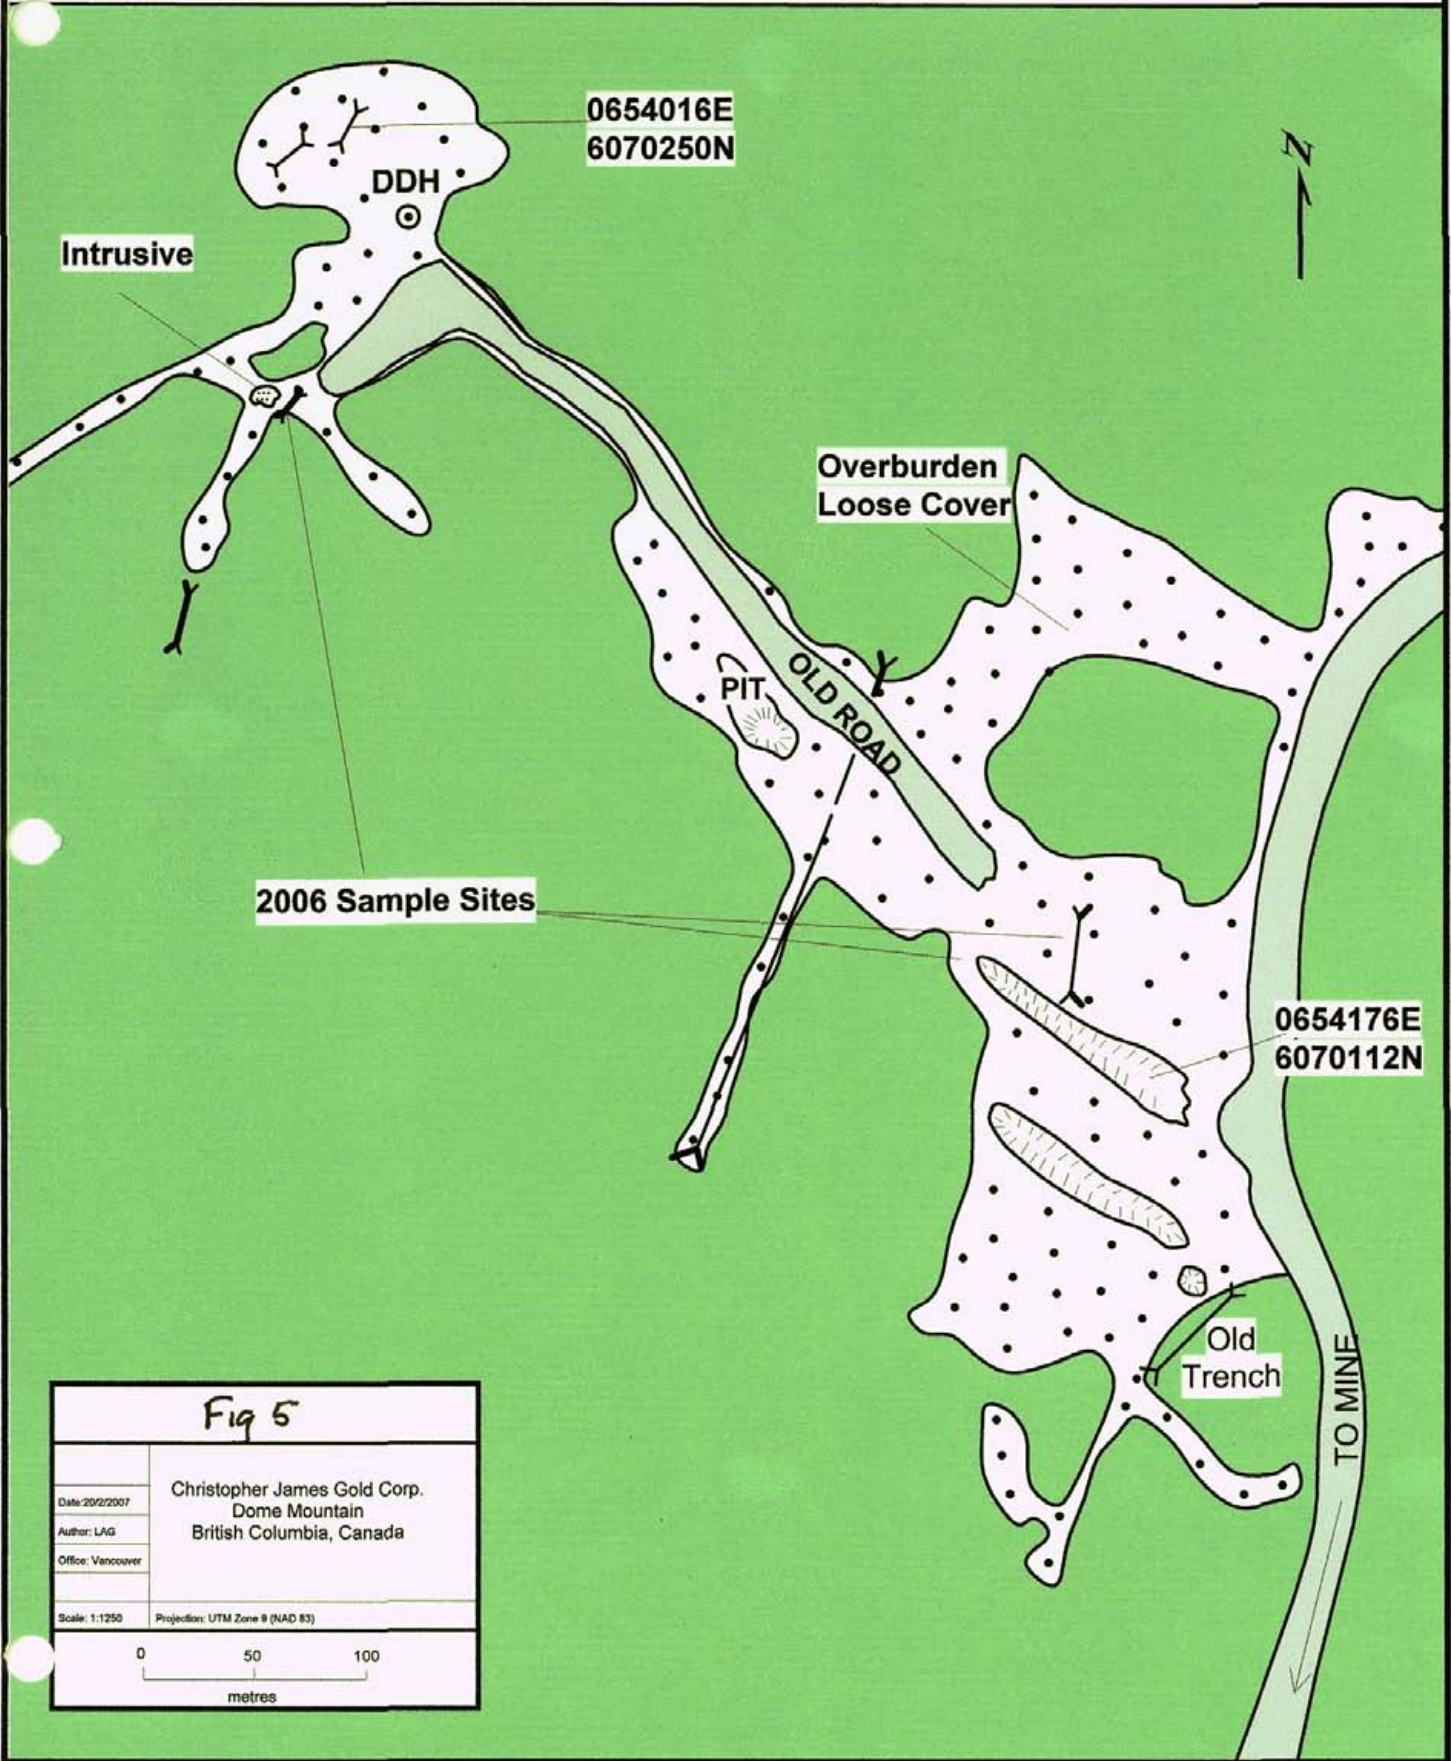 0654016E
6070250N
N
DDH
Intrusive
Overburden
Loose Cover
PIT
OLD ROAD
2006 Sample Sites
0654176E
6070112N
Old
Trench
TO MINE
Fig 5
Date:20/2/2007
Author: LAG
Office: Vancouver
Scale: 1:1250
Christopher James Gold Corp.
Dome Mountain
British Columbia, Canada
Projection: UTM Zone 9 (NAD 83)
0 50 100
metres